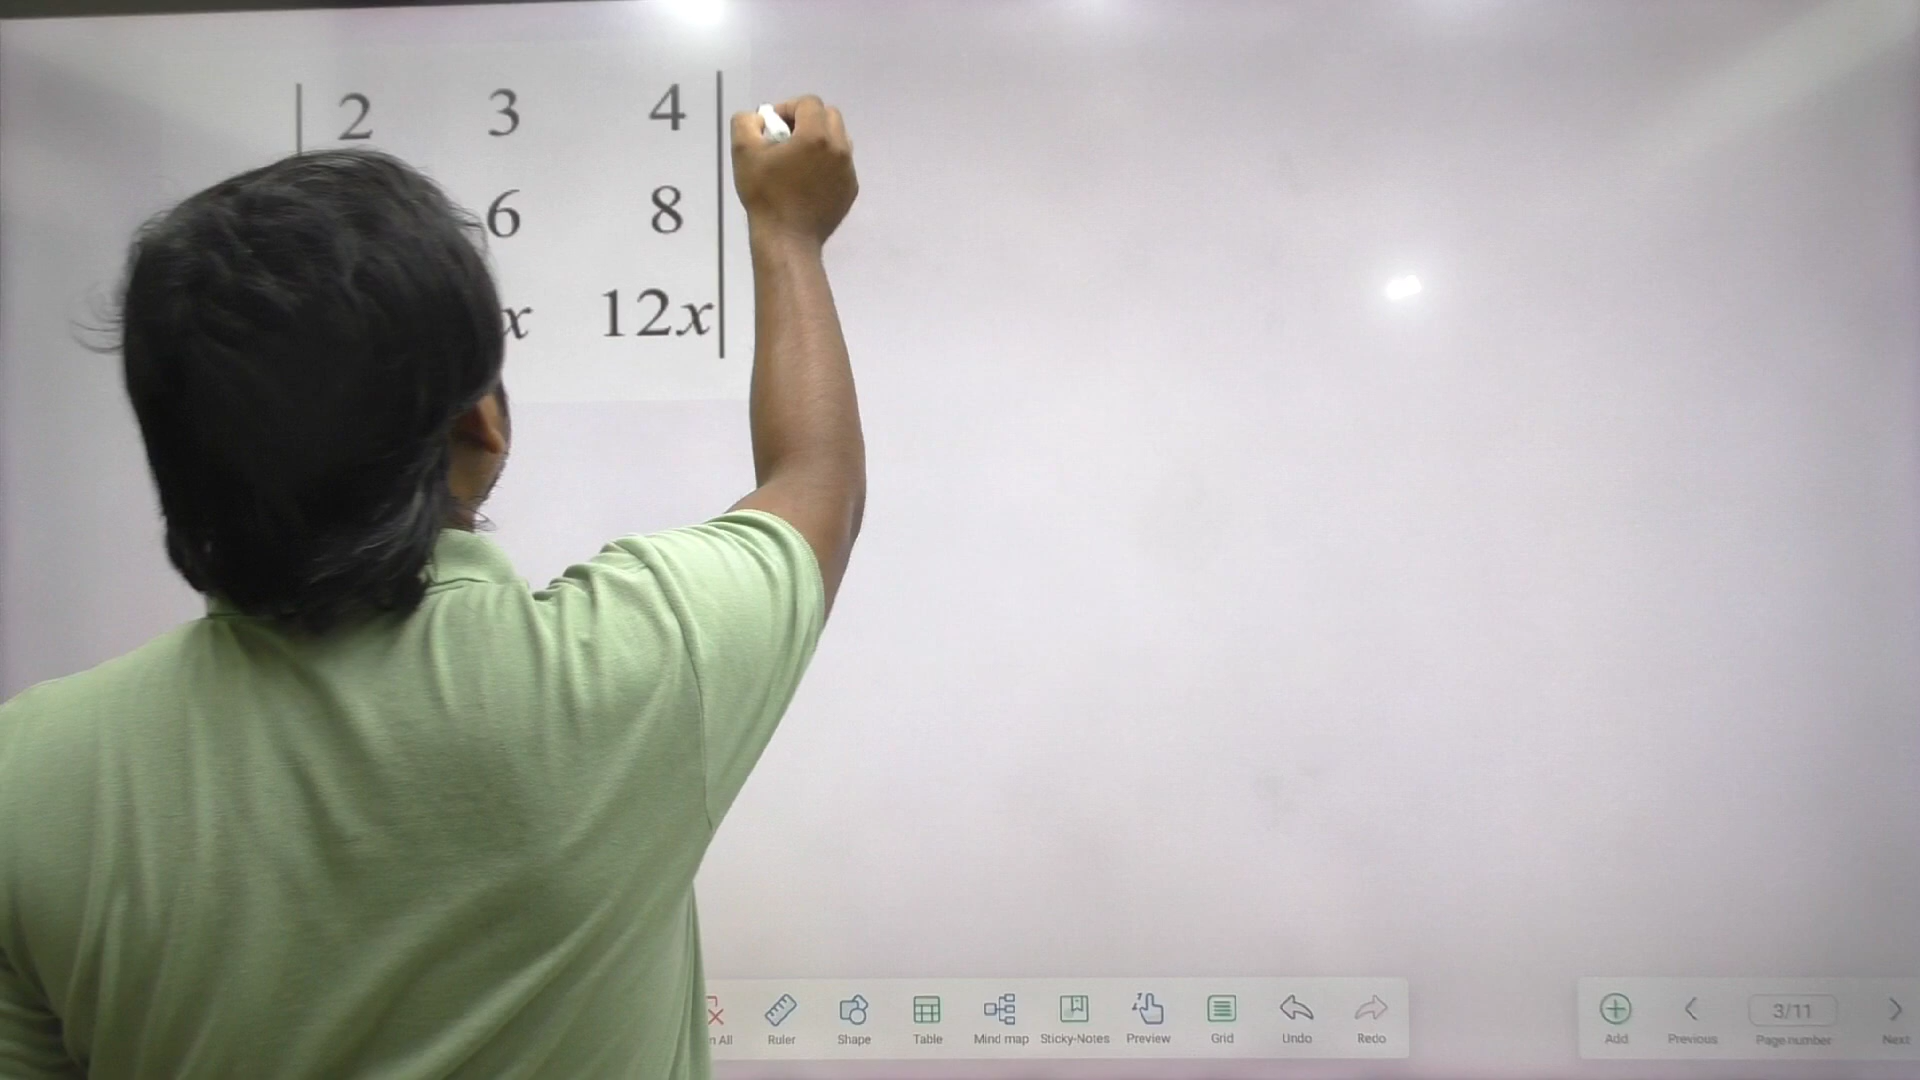 2 3 4
6 8
x 12x
Ruler Shape Table Mind map Sticky-Notes Preview Grid Undo Redo
Add Previous 3/11 Page number Next